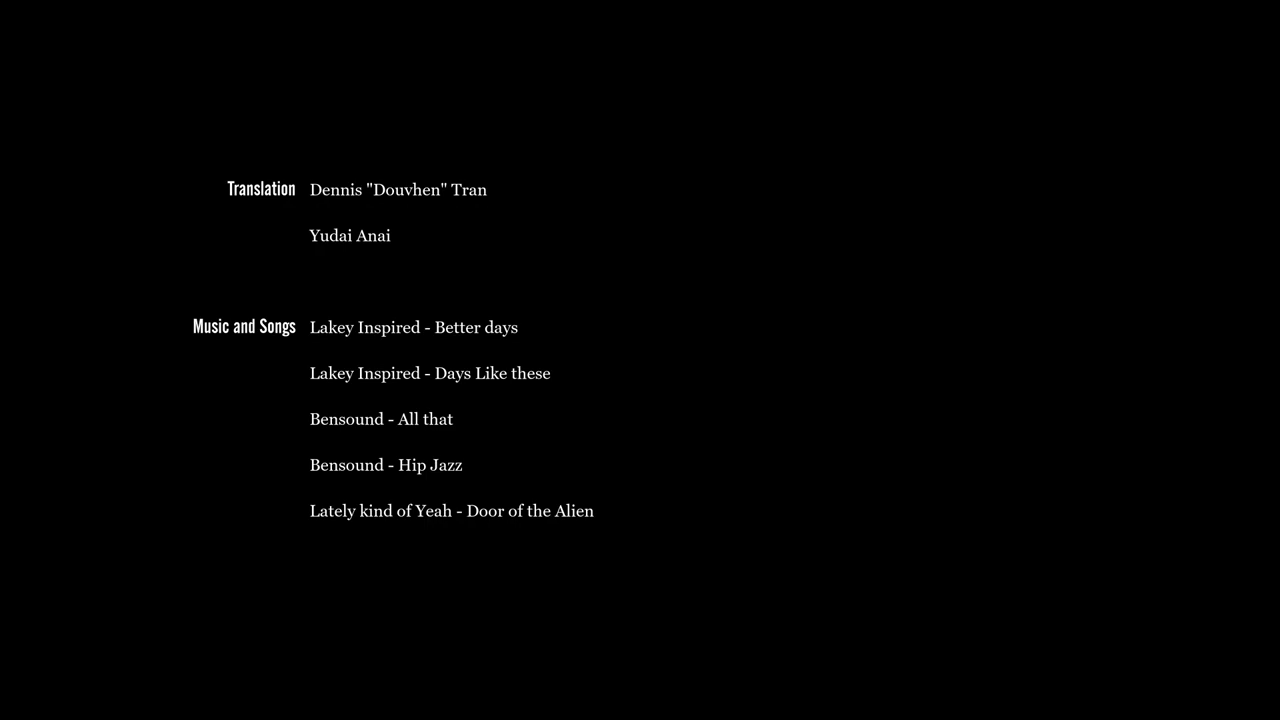 Translation Dennis "Douvhen" Tran
Yudai Anai
Music and Songs Lakey Inspired - Better days
Lakey Inspired - Days Like these
Bensound - All that
Bensound - Hip Jazz
Lately kind of Yeah - Door of the Alien